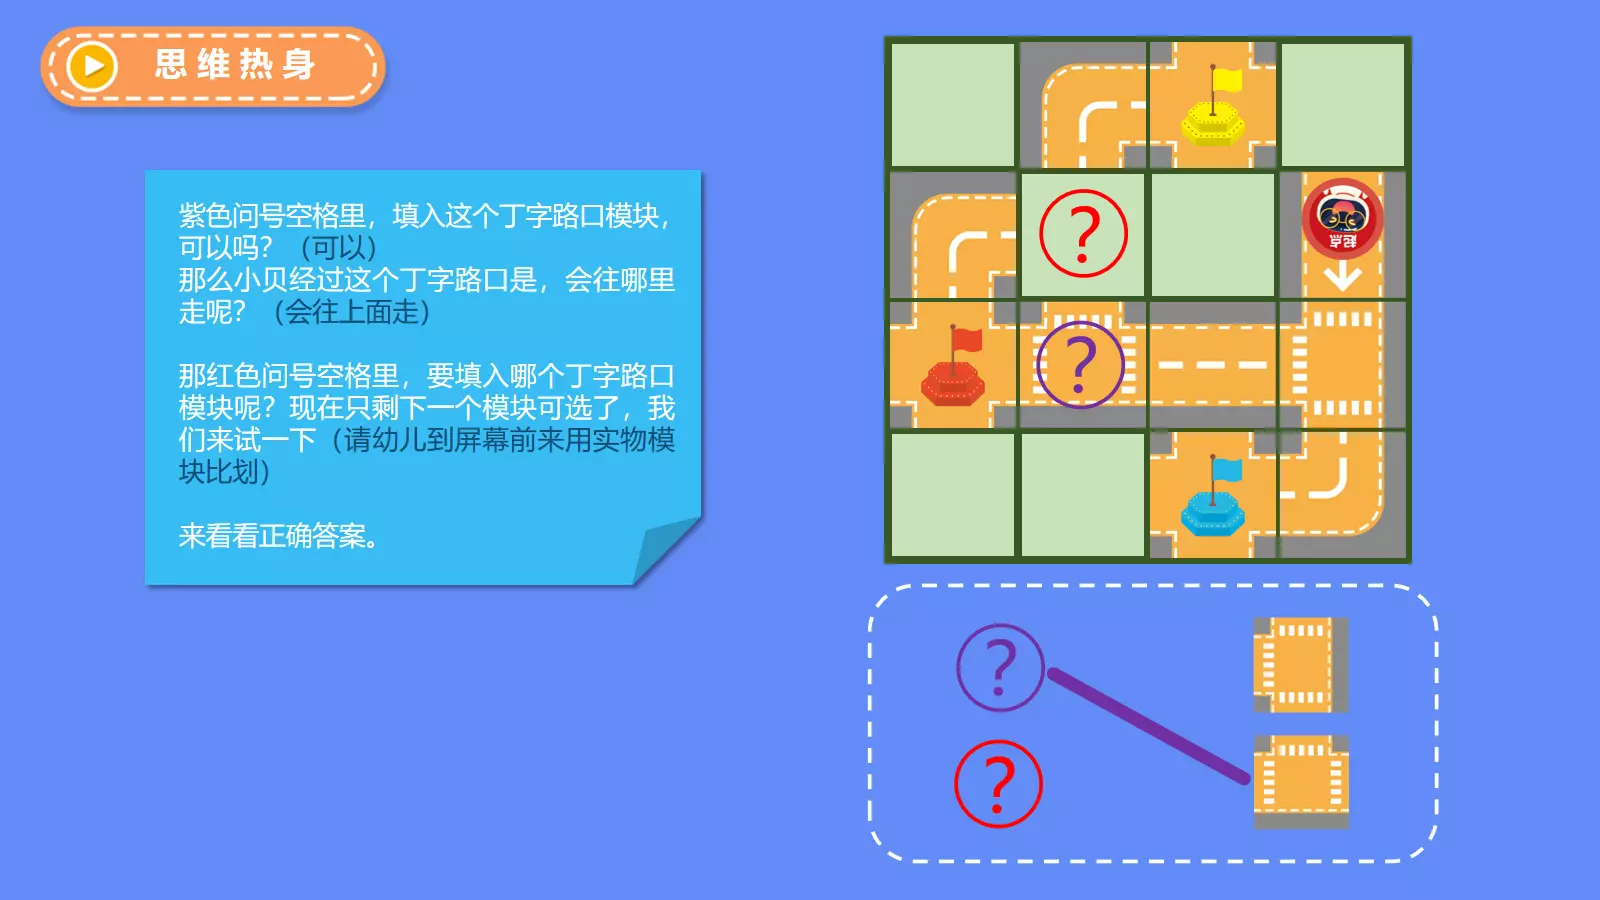 思维热身
紫色问号空格里，填入这个丁字路口模块，
可以吗？（可以）
那么小贝经过这个丁字路口是，会往哪里
走呢？（会往上面走）
那红色问号空格里，要填入哪个丁字路口
模块呢？现在只剩下一个模块可选了，我
们来试一下（请幼儿到屏幕前来用实物模
块比划）
来看看正确答案。
?
起点
?
?
?